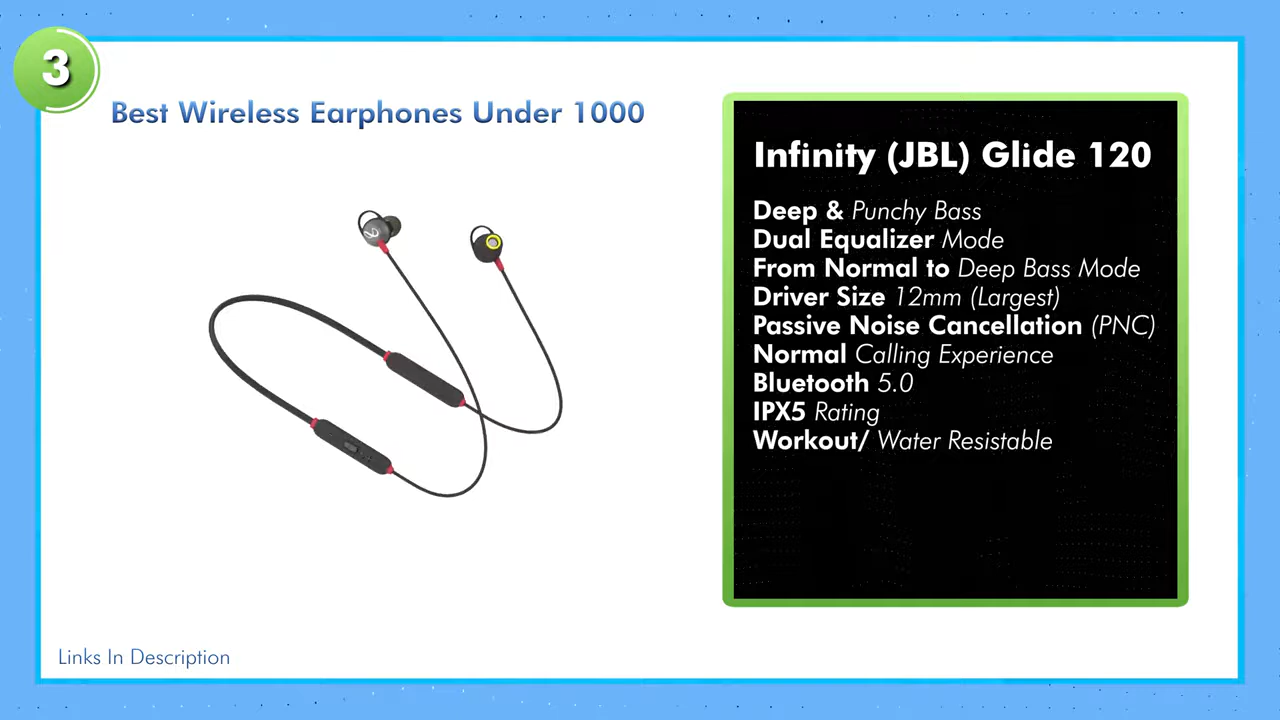 3
Best Wireless Earphones Under 1000
Infinity (JBL) Glide 120
Deep & Punchy Bass
Dual Equalizer Mode
From Normal to Deep Bass Mode
Driver Size 12mm (Largest)
Passive Noise Cancellation (PNC)
Normal Calling Experience
Bluetooth 5.0
IPX5 Rating
Workout/ Water Resistable
Links In Description